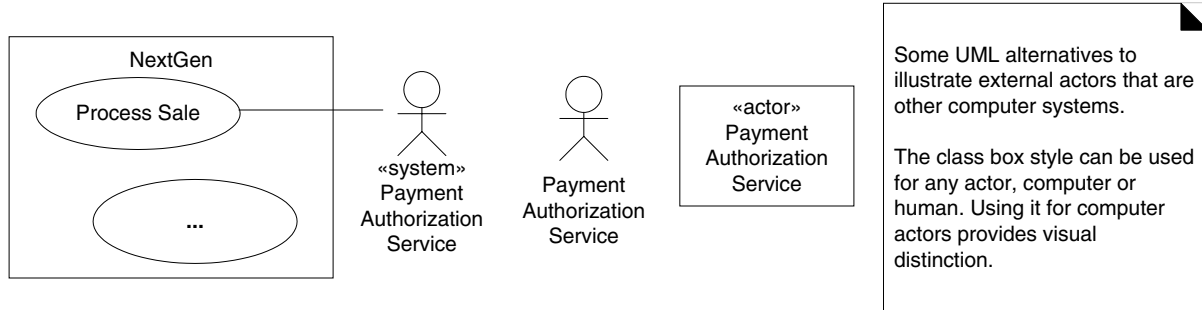 NextGen
Process Sale
...
«system»
Payment
Authorization
Service
Payment
Authorization
Service
«actor»
Payment
Authorization
Service
Some UML alternatives to
illustrate external actors that are
other computer systems.
The class box style can be used
for any actor, computer or
human. Using it for computer
actors provides visual
distinction.